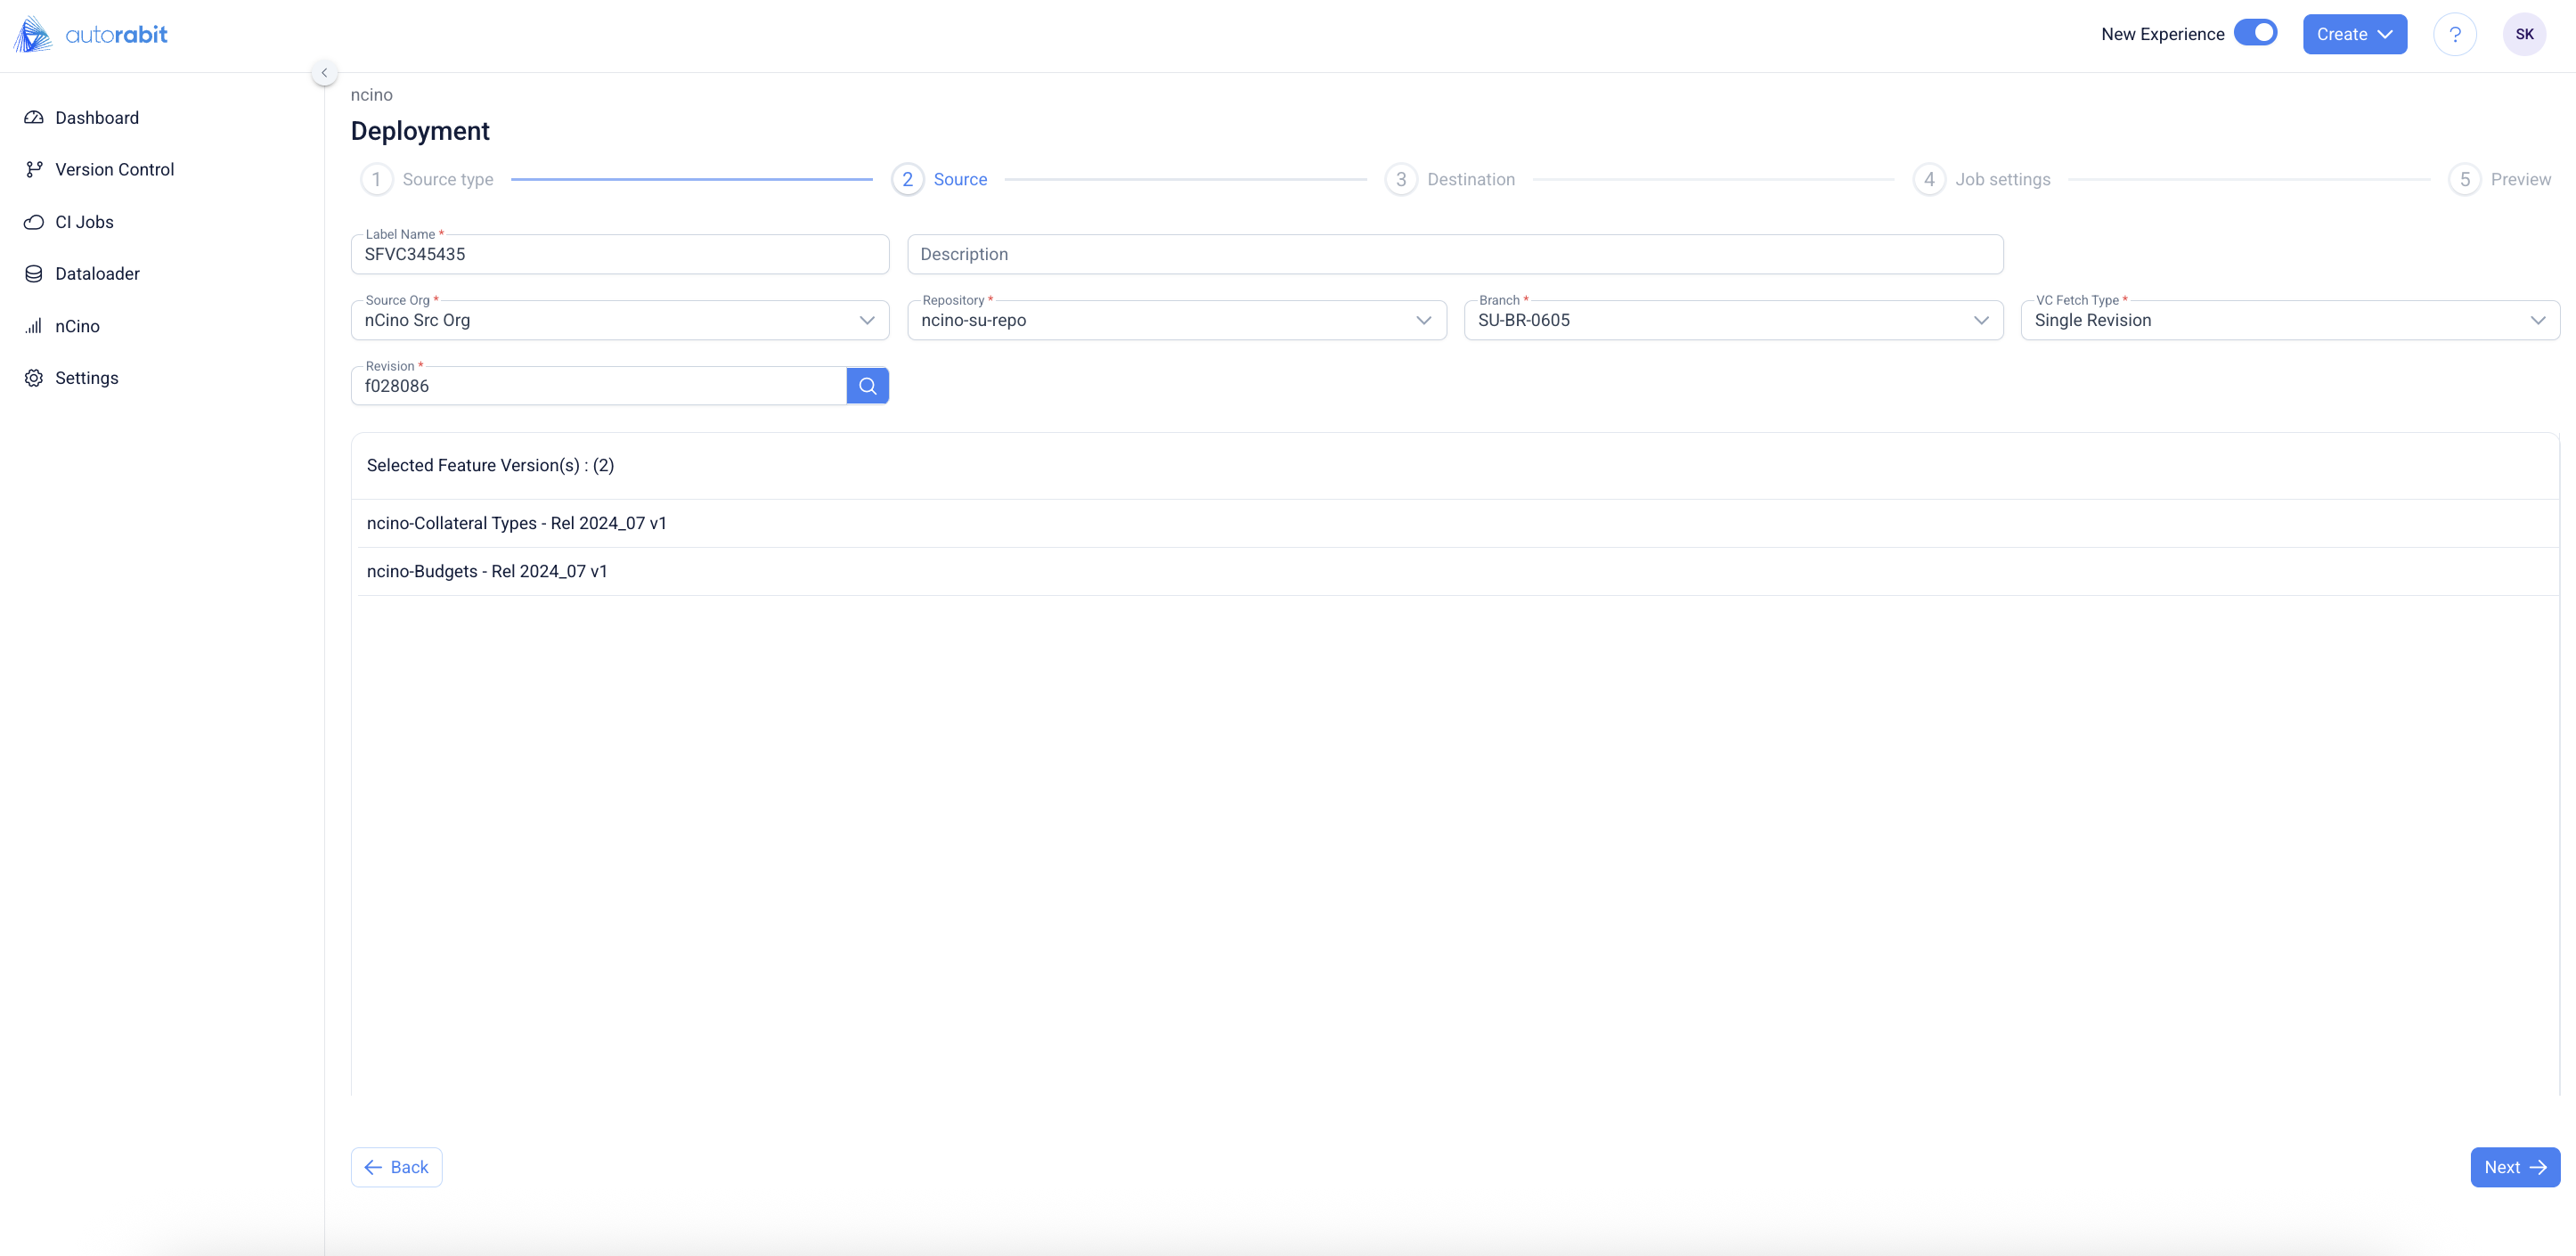 autorabit
New Experience
Create
?
SK
Dashboard
Version Control
CI Jobs
Dataloader
nCino
Settings
ncino
Deployment
1 Source type
2 Source
3 Destination
4 Job settings
5 Preview
Label Name *
SFVC345435
Description
Source Org *
nCino Src Org
Repository *
ncino-su-repo
Branch *
SU-BR-0605
VC Fetch Type *
Single Revision
Revision *
f028086
Selected Feature Version(s) : (2)
ncino-Collateral Types - Rel 2024_07 v1
ncino-Budgets - Rel 2024_07 v1
Back
Next